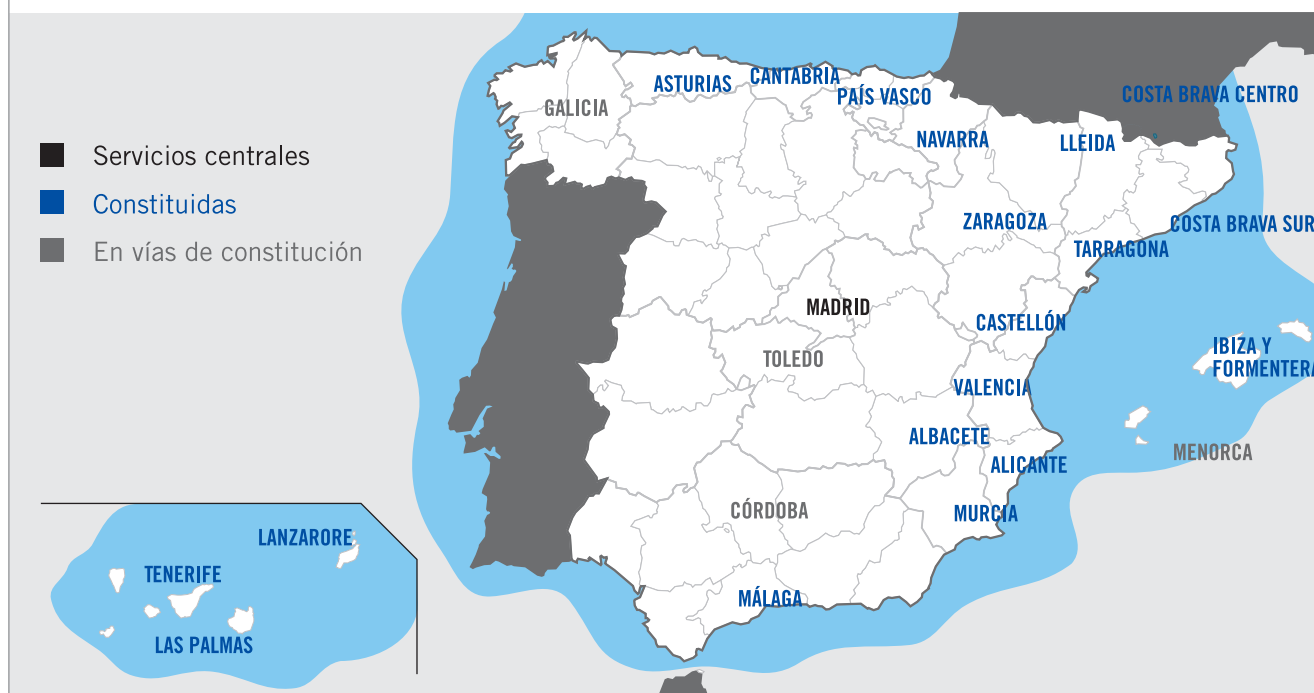 Servicios centrales
Constituidas
En vías de constitución
ASTURIAS
CANTABRIA
PAÍS VASCO
COSTA BRAVA CENTRO
GALICIA
NAVARRA
LLEIDA
ZARAGOZA
COSTA BRAVA SUR
TARRAGONA
MADRID
CASTELLÓN
TOLEDO
IBIZA Y
FORMENTERA
VALENCIA
ALBACETE
MENORCA
ALICANTE
CÓRDOBA
MURCIA
LANZARORE
TENERIFE
MÁLAGA
LAS PALMAS